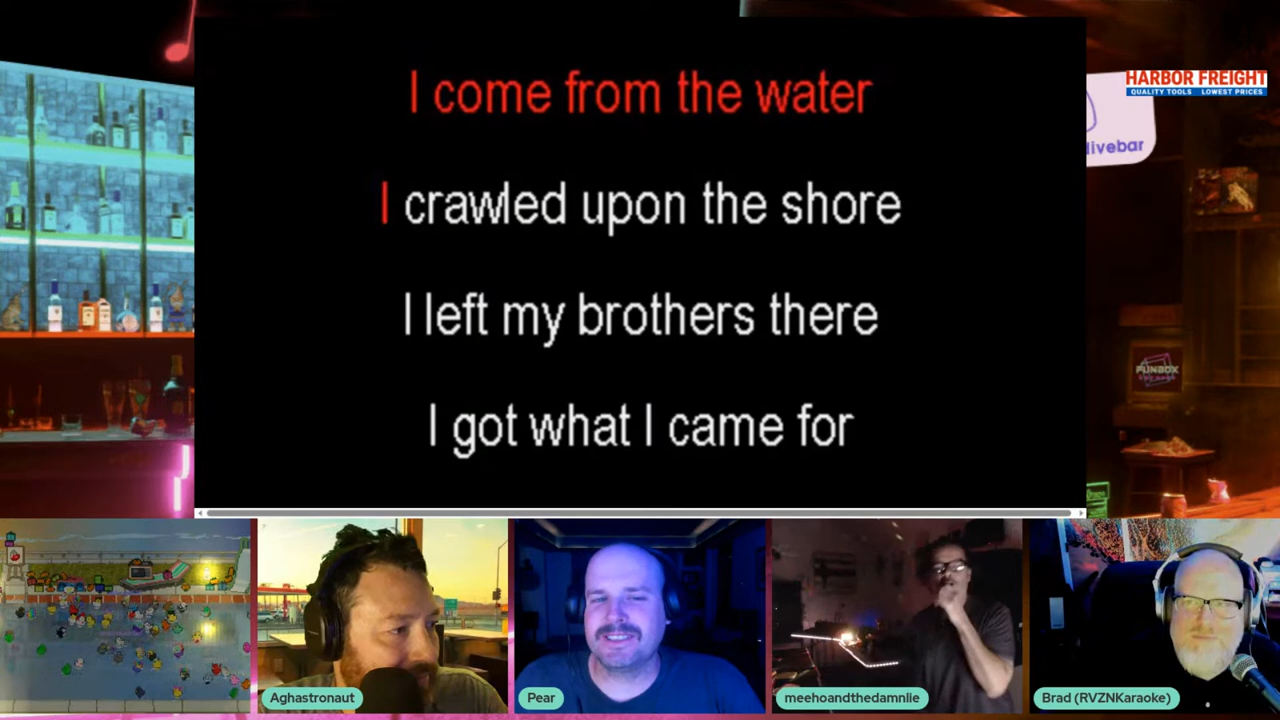 I come from the water
I crawled upon the shore
I left my brothers there
I got what I came for
HARBOR FREIGHT
QUALITY TOOLS LOWEST PRICES
livebar
FUNBOX
Aghastronaut
Pear
meehoandthedamnlie
Brad (RVZNKaraoke)